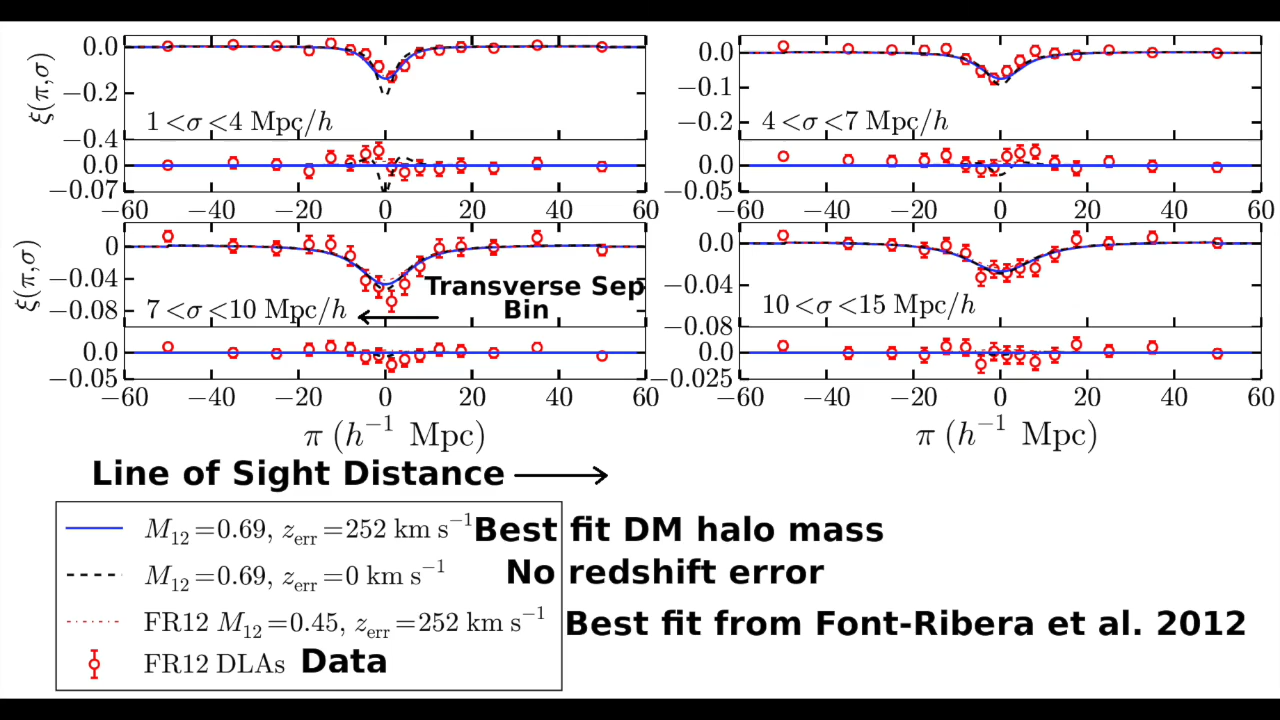 0.0
−0.2
−0.4
ξ(π,σ)
1<σ<4 Mpc/h
0.0
−0.07
−60 −40 −20 0 20 40 60
0.0
−0.1
−0.2
4<σ<7 Mpc/h
0.0
−0.05
−60 −40 −20 0 20 40 60
0
−0.04
−0.08
ξ(π,σ)
7<σ<10 Mpc/h
Transverse Sep
Bin
0.0
−0.05
−60 −40 −20 0 20 40 60
π (h⁻¹ Mpc)
0.0
−0.04
−0.08
10<σ<15 Mpc/h
0.0
−0.025
−60 −40 −20 0 20 40 60
π (h⁻¹ Mpc)
Line of Sight Distance
M₁₂=0.69, z_err=252 km s⁻¹ Best fit DM halo mass
M₁₂=0.69, z_err=0 km s⁻¹ No redshift error
FR12 M₁₂=0.45, z_err=252 km s⁻¹ Best fit from Font-Ribera et al. 2012
FR12 DLAs Data